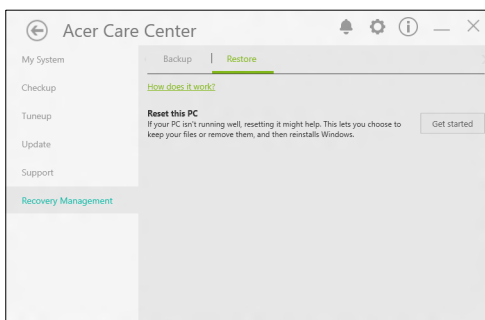 Acer Care Center
My System
Checkup
Tuneup
Update
Support
Recovery Management
Backup
Restore
How does it work?
Reset this PC
If your PC isn't running well, resetting it might help. This lets you choose to
keep your files or remove them, and then reinstalls Windows.
Get started